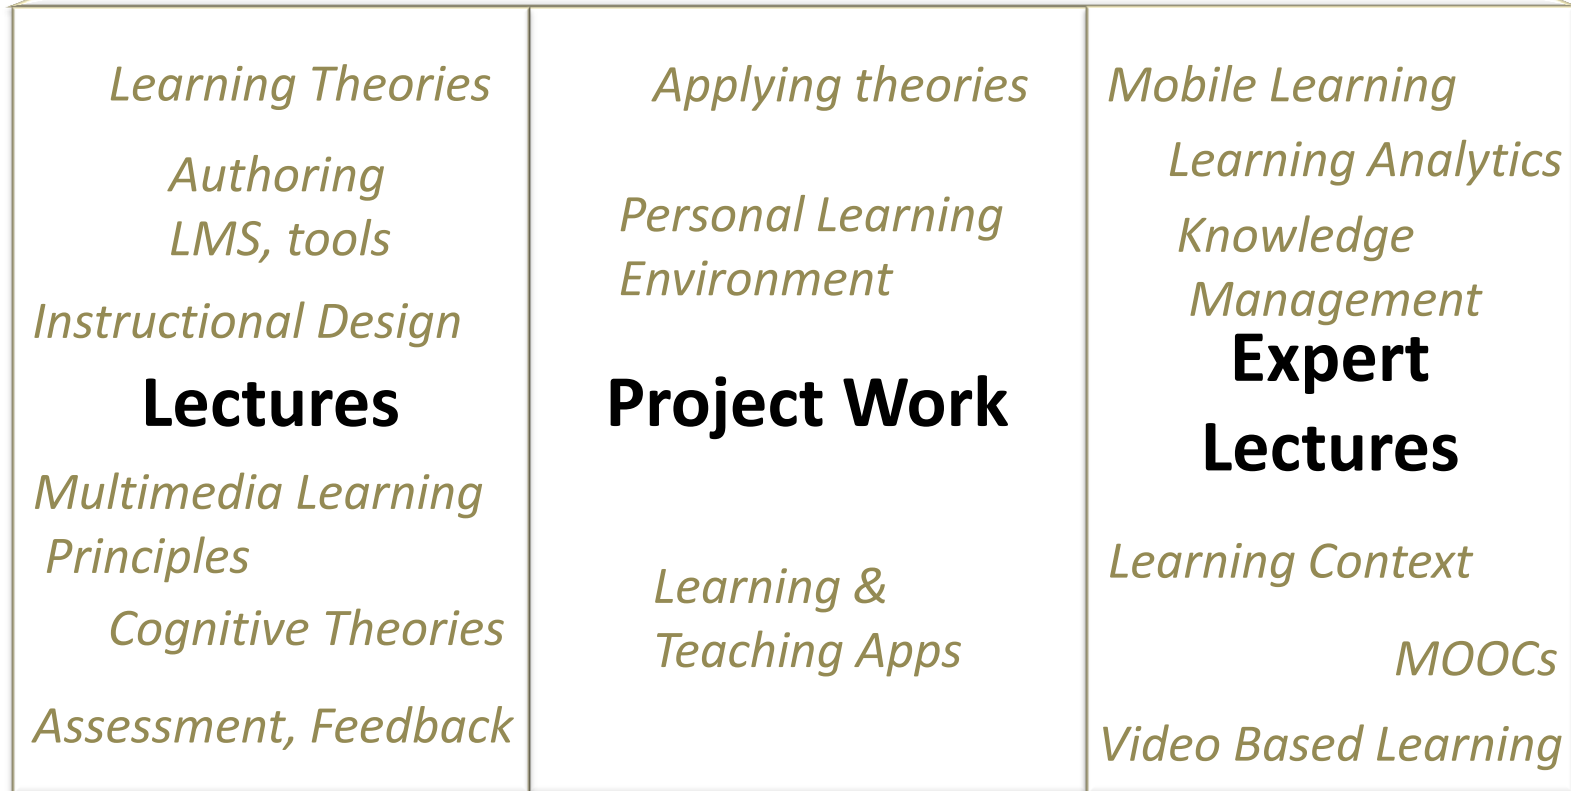 Learning Theories
Authoring
LMS, tools
Instructional Design
Lectures
Multimedia Learning
Principles
Cognitive Theories
Assessment, Feedback
Applying theories
Personal Learning
Environment
Project Work
Learning &
Teaching Apps
Mobile Learning
Learning Analytics
Knowledge
Management
Expert
Lectures
Learning Context
MOOCs
Video Based Learning